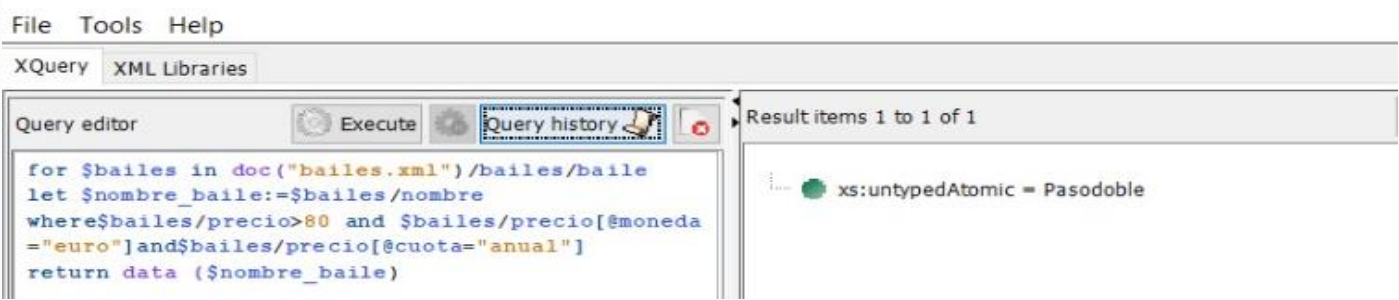 File Tools Help
XQuery XML Libraries
Query editor Execute Query history
for $bailes in doc("bailes.xml")/bailes/baile
let $nombre_baile:=$bailes/nombre
where$bailes/precio>80 and $bailes/precio[@moneda
="euro"]and$bailes/precio[@cuota="anual"]
return data ($nombre_baile)
Result items 1 to 1 of 1
xs:untypedAtomic = Pasodoble